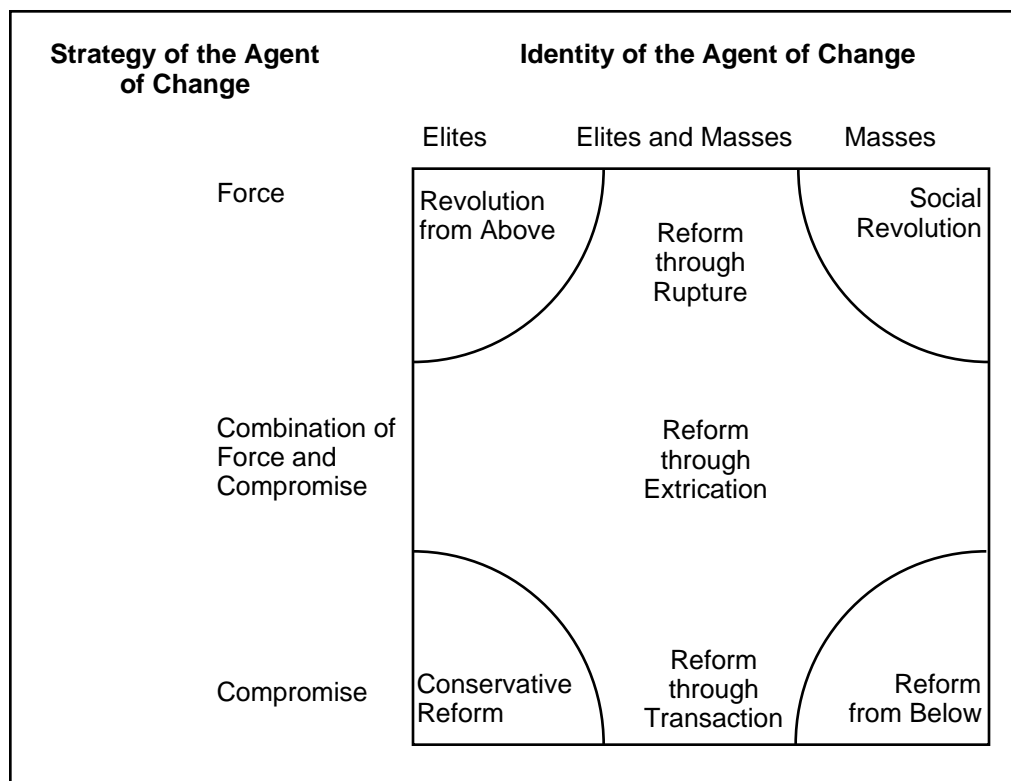 Strategy of the Agent
of Change
Identity of the Agent of Change
Elites
Elites and Masses
Masses
Force
Revolution
from Above
Reform
through
Rupture
Social
Revolution
Combination of
Force and
Compromise
Reform
through
Extrication
Compromise
Conservative
Reform
Reform
through
Transaction
Reform
from Below